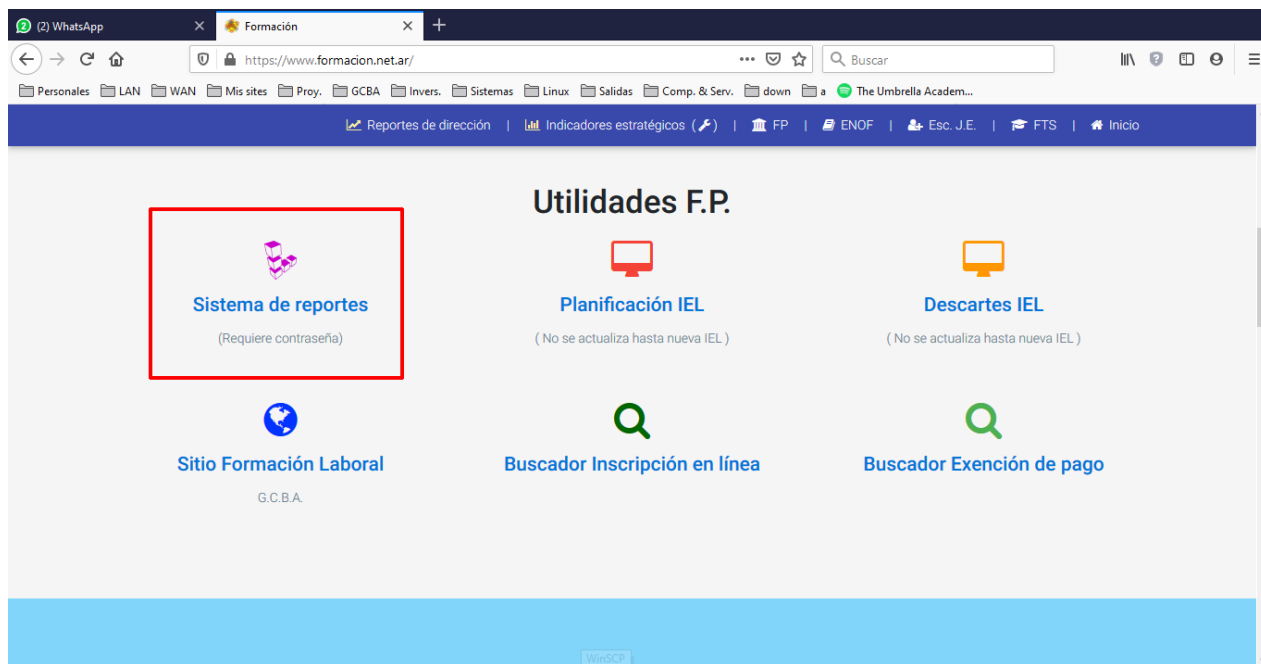 (2) WhatsApp
Formación
https://www.formacion.net.ar/
Buscar
Personales LAN WAN Mis sites Proy. GCBA Invers. Sistemas Linux Salidas Comp. & Serv. down a The Umbrella Academ...
Reportes de dirección | Indicadores estratégicos ( ) | FP | ENOF | Esc. J.E. | FTS | Inicio
Utilidades F.P.
Sistema de reportes Planificación IEL Descartes IEL
(Requiere contraseña) ( No se actualiza hasta nueva IEL ) ( No se actualiza hasta nueva IEL )
Sitio Formación Laboral Buscador Inscripción en línea Buscador Exención de pago
G.C.B.A.
WinSCP